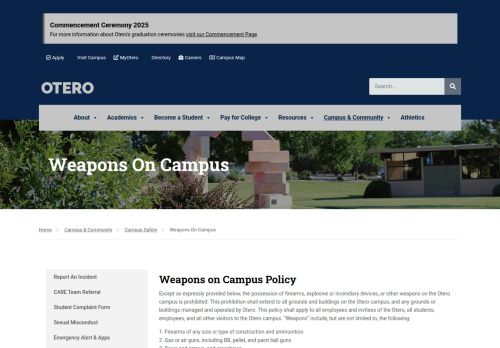 Commencement Ceremony 2025
For more information about Otero's graduation ceremonies visit our Commencement Page
Apply Visit Campus MyOtero Directory Careers Campus Map
OTERO
Search...
About Academics Become a Student Pay for College Resources Campus & Community Athletics
Weapons On Campus
Home Campus & Community Campus Safety Weapons On Campus
Report An Incident
CARE Team Referral
Student Complaint Form
Sexual Misconduct
Emergency Alert & Apps
Weapons on Campus Policy
Except as expressly provided below, the possession of firearms, explosive or incendiary devices, or other weapons on the Otero
campus is prohibited. This prohibition shall extend to all grounds and buildings on the Otero campus, and any grounds or
buildings managed and operated by Otero. This policy shall apply to all employees and invitees of the Otero, all students,
employees, and all other visitors to the Otero campus. "Weapons" include, but are not limited to, the following:
1. Firearms of any size or type of construction and ammunition
2. Gas or air guns, including BB, pellet, and paint ball guns